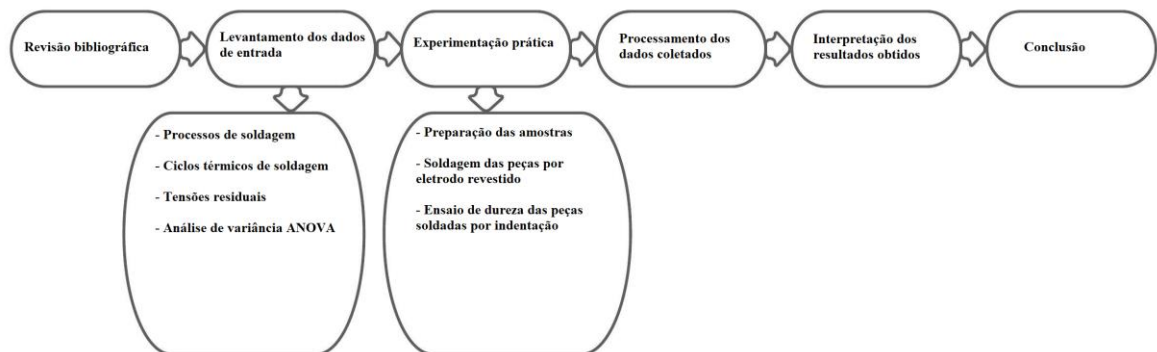 Revisão bibliográfica
Levantamento dos dados
de entrada
Experimentação prática
Processamento dos
dados coletados
Interpretação dos
resultados obtidos
Conclusão
- Processos de soldagem
- Ciclos térmicos de soldagem
- Tensões residuais
- Análise de variância ANOVA
- Preparação das amostras
- Soldagem das peças por
eletrodo revestido
- Ensaio de dureza das peças
soldadas por indentação